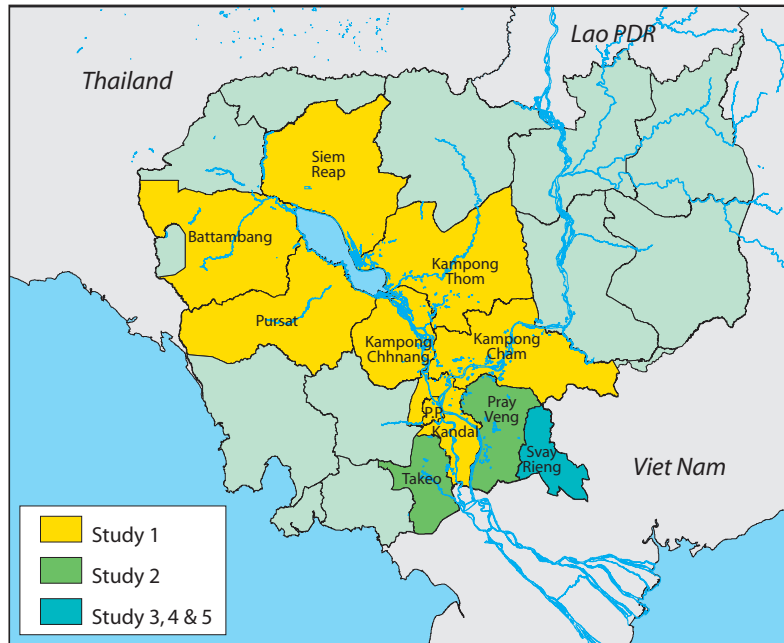 Lao PDR
Thailand
Siem
Reap
Battambang
Kampong
Thom
Pursat
Kampong
Chhnang
Kampong
Cham
P.P.
Kandal
Pray
Veng
Svay
Rieng
Takeo
Viet Nam
Study 1
Study 2
Study 3, 4 & 5